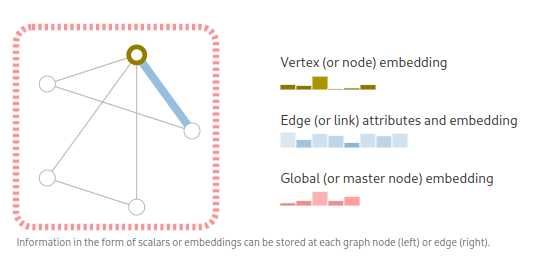 Vertex (or node) embedding
Edge (or link) attributes and embedding
Global (or master node) embedding
Information in the form of scalars or embeddings can be stored at each graph node (left) or edge (right).